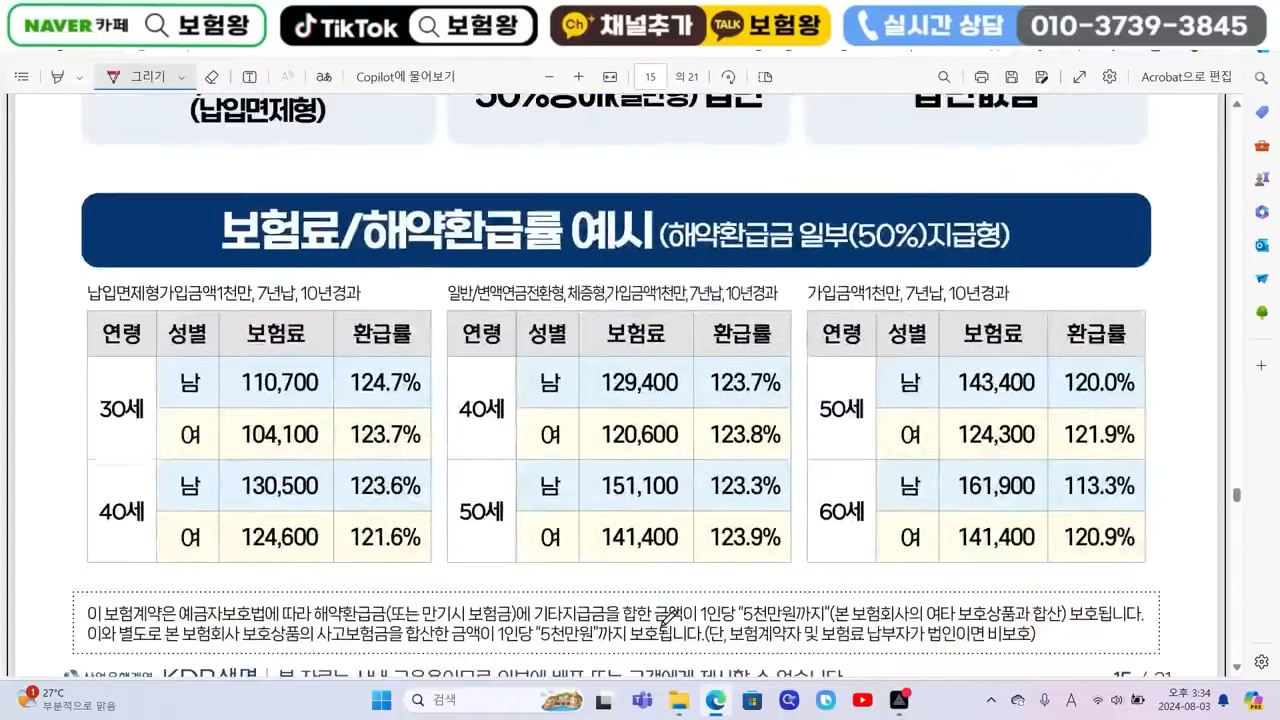 NAVER 카페 보험왕 TikTok 보험왕 Ch+ 채널추가 TALK 보험왕 실시간 상담 010-3739-3845
그리기 Copilot에 물어보기 15 의 21 Acrobat으로 편집
(납입면제형)
보험료/해약환급률 예시 (해약환급금 일부(50%)지급형)
납입면제형가입금액1천만, 7년납, 10년경과
연령 성별 보험료 환급률
30세 남 110,700 124.7%
여 104,100 123.7%
40세 남 130,500 123.6%
여 124,600 121.6%
일반/변액연금전환형, 체증형,가입금액1천만, 7년납, 10년경과
연령 성별 보험료 환급률
40세 남 129,400 123.7%
여 120,600 123.8%
50세 남 151,100 123.3%
여 141,400 123.9%
가입금액1천만, 7년납, 10년경과
연령 성별 보험료 환급률
50세 남 143,400 120.0%
여 124,300 121.9%
60세 남 161,900 113.3%
여 141,400 120.9%
이 보험계약은 예금자보호법에 따라 해약환급금(또는 만기시 보험금)에 기타지급금을 합한 금액이 1인당 "5천만원까지"(본 보험회사의 여타 보호상품과 합산) 보호됩니다.
이와 별도로 본 보험회사 보호상품의 사고보험금을 합산한 금액이 1인당 "5천만원"까지 보호됩니다.(단, 보험계약자 및 보험료 납부자가 법인이면 비보호)
1 27°C
부분적으로 맑음
검색
A
오후 3:34
2024-08-03